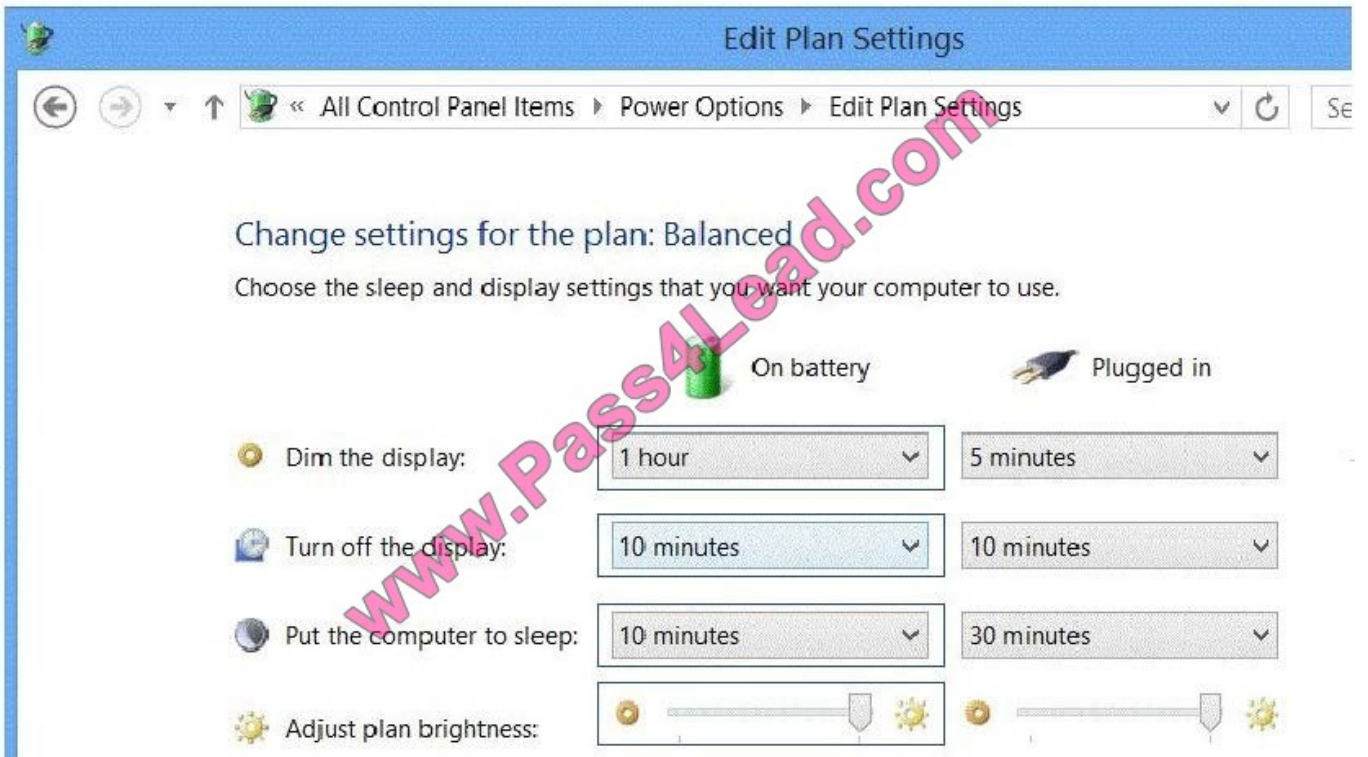 Edit Plan Settings
« All Control Panel Items Power Options Edit Plan Settings Se
Change settings for the plan: Balanced
Choose the sleep and display settings that you want your computer to use.
On battery Plugged in
Dim the display: 1 hour 5 minutes
Turn off the display: 10 minutes 10 minutes
Put the computer to sleep: 10 minutes 30 minutes
Adjust plan brightness:
www.Pass4Lead.com